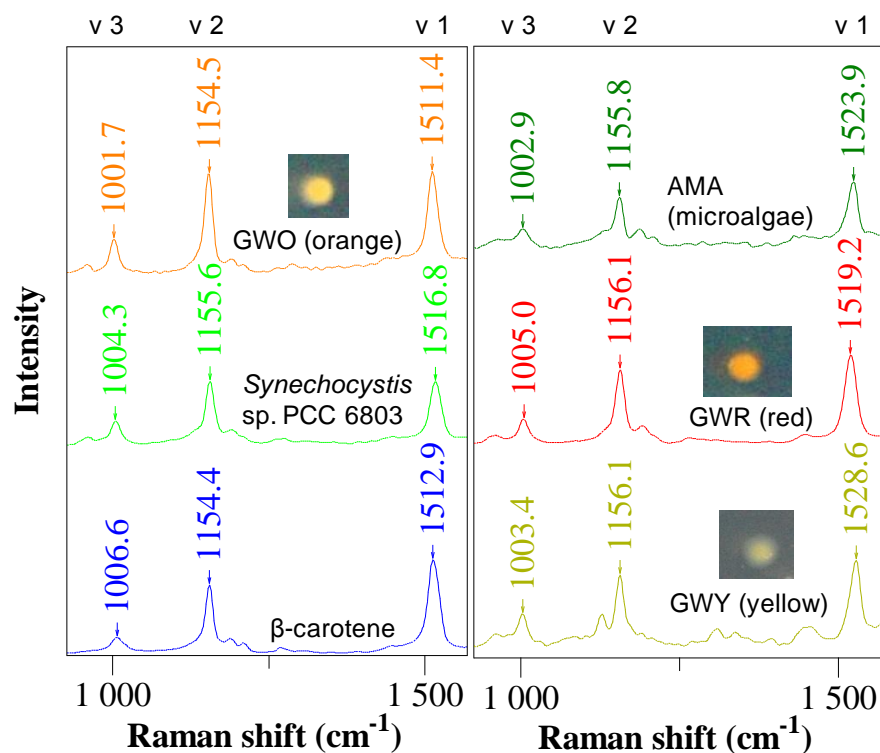 ν 3 ν 2 ν 1
ν 3 ν 2 ν 1
Intensity
1001.7
1154.5
1511.4
GWO (orange)
1004.3
1155.6
1516.8
Synechocystis
sp. PCC 6803
1006.6
1154.4
1512.9
β-carotene
1 000 1 500
Raman shift (cm-1)
1002.9
1155.8
1523.9
AMA
(microalgae)
1005.0
1156.1
1519.2
GWR (red)
1003.4
1156.1
1528.6
GWY (yellow)
1 000 1 500
Raman shift (cm-1)